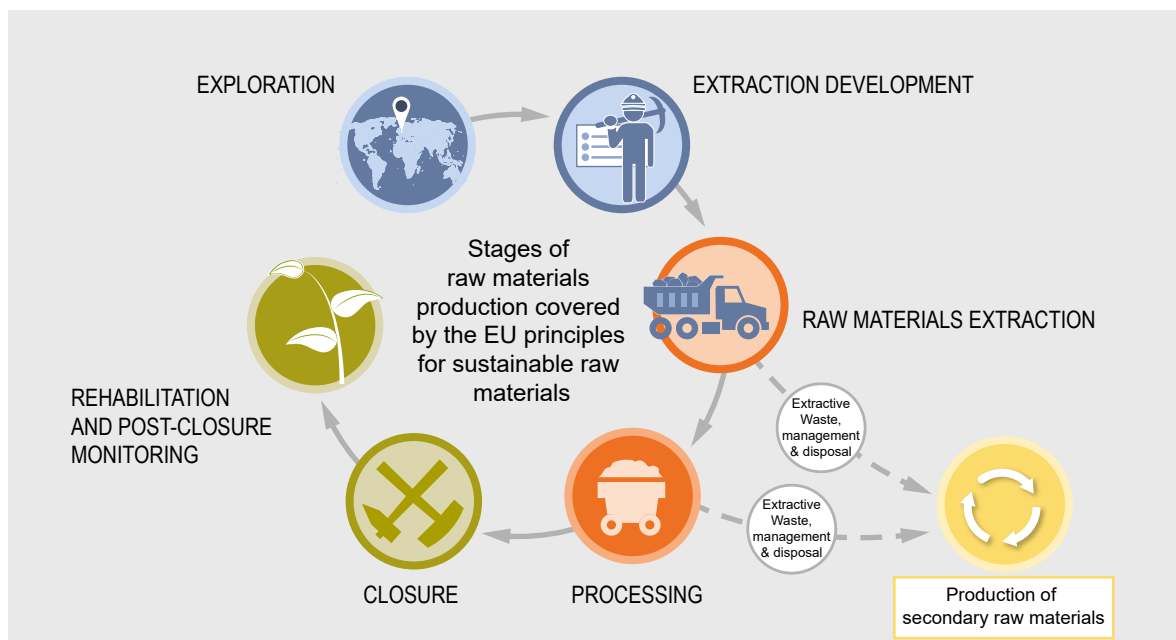 EXPLORATION
EXTRACTION DEVELOPMENT
Stages of
raw materials
production covered
by the EU principles
for sustainable raw
materials
RAW MATERIALS EXTRACTION
REHABILITATION
AND POST-CLOSURE
MONITORING
Extractive
Waste,
management
& disposal
Extractive
Waste,
management
& disposal
CLOSURE
PROCESSING
Production of
secondary raw materials